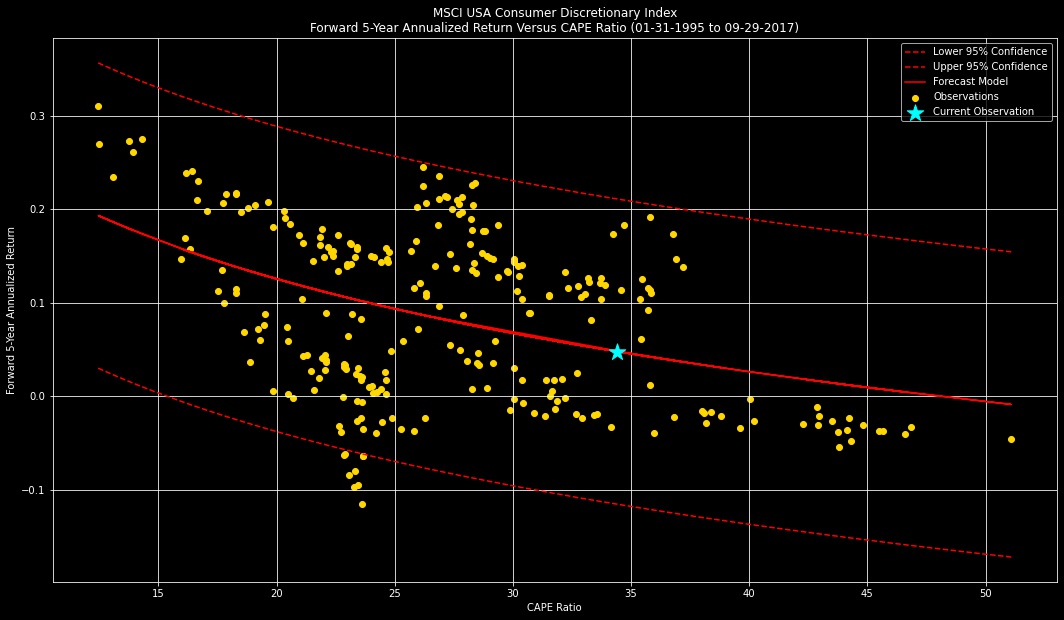 MSCI USA Consumer Discretionary Index
Forward 5-Year Annualized Return Versus CAPE Ratio (01-31-1995 to 09-29-2017)
Lower 95% Confidence
Upper 95% Confidence
Forecast Model
Observations
Current Observation
Forward 5-Year Annualized Return
0.3
0.2
0.1
0.0
−0.1
15
20
25
30
35
40
45
50
CAPE Ratio